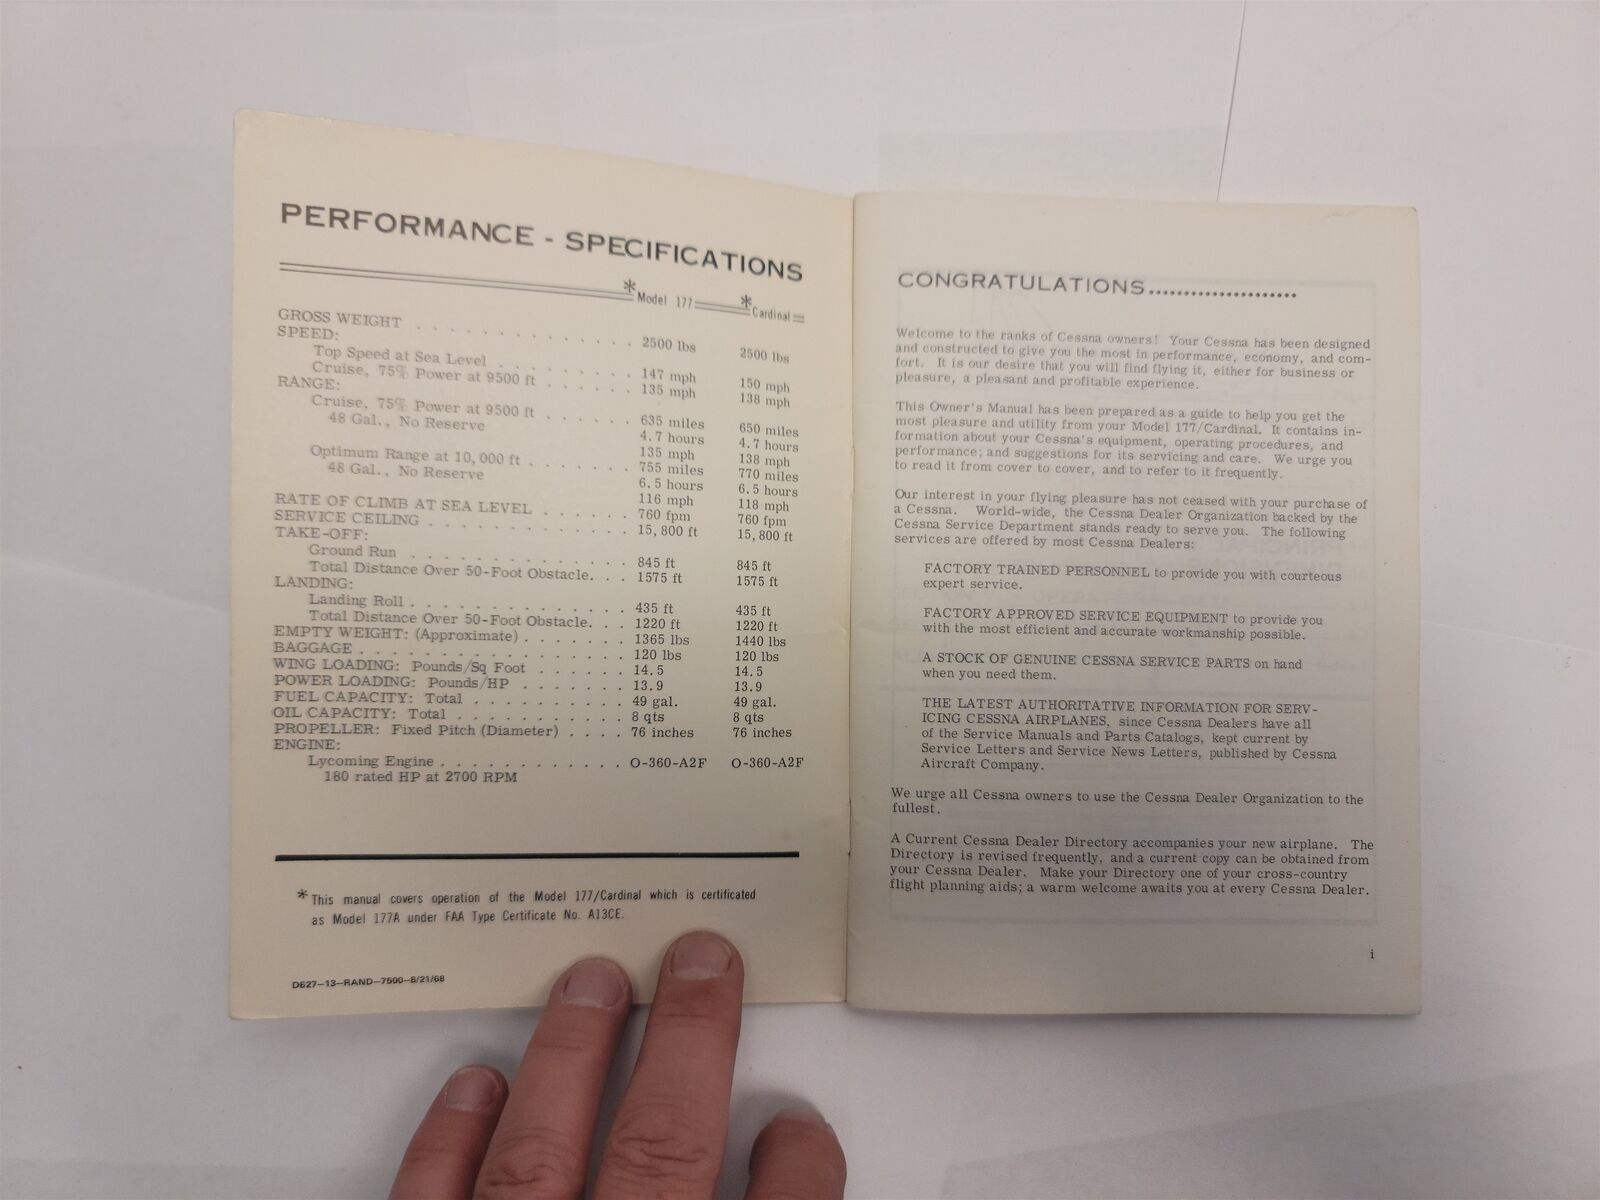 PERFORMANCE - SPECIFICATIONS
* Model 177 * Cardinal
GROSS WEIGHT . . . . . . . . . . . . . 2500 lbs 2500 lbs
SPEED:
Top Speed at Sea Level . . . . . . . . . 147 mph 150 mph
Cruise, 75% Power at 9500 ft . . . . . . 135 mph 138 mph
RANGE:
Cruise, 75% Power at 9500 ft . . . . . . 635 miles 650 miles
48 Gal., No Reserve 4.7 hours 4.7 hours
135 mph 138 mph
Optimum Range at 10,000 ft . . . . . . . 755 miles 770 miles
48 Gal., No Reserve 6.5 hours 6.5 hours
116 mph 118 mph
RATE OF CLIMB AT SEA LEVEL . . . . . . 760 fpm 760 fpm
SERVICE CEILING . . . . . . . . . . . . . 15,800 ft 15,800 ft
TAKE-OFF:
Ground Run . . . . . . . . . . . . . . 845 ft 845 ft
Total Distance Over 50-Foot Obstacle. . . 1575 ft 1575 ft
LANDING:
Landing Roll . . . . . . . . . . . . . . 435 ft 435 ft
Total Distance Over 50-Foot Obstacle. . . 1220 ft 1220 ft
EMPTY WEIGHT: (Approximate) . . . . . . . 1365 lbs 1440 lbs
BAGGAGE . . . . . . . . . . . . . . . . . 120 lbs 120 lbs
WING LOADING: Pounds/Sq Foot . . . . . . 14.5 14.5
POWER LOADING: Pounds/HP . . . . . . . 13.9 13.9
FUEL CAPACITY: Total . . . . . . . . . . 49 gal. 49 gal.
OIL CAPACITY: Total . . . . . . . . . . . 8 qts 8 qts
PROPELLER: Fixed Pitch (Diameter) . . . . 76 inches 76 inches
ENGINE:
Lycoming Engine . . . . . . . . . . . . O-360-A2F O-360-A2F
180 rated HP at 2700 RPM
* This manual covers operation of the Model 177/Cardinal which is certificated
as Model 177A under FAA Type Certificate No. A13CE.
D627-13-RAND-7500-8/21/68
CONGRATULATIONS.....................
Welcome to the ranks of Cessna owners! Your Cessna has been designed
and constructed to give you the most in performance, economy, and com-
fort. It is our desire that you will find flying it, either for business or
pleasure, a pleasant and profitable experience.
This Owner's Manual has been prepared as a guide to help you get the
most pleasure and utility from your Model 177/Cardinal. It contains in-
formation about your Cessna's equipment, operating procedures, and
performance; and suggestions for its servicing and care. We urge you
to read it from cover to cover, and to refer to it frequently.
Our interest in your flying pleasure has not ceased with your purchase of
a Cessna. World-wide, the Cessna Dealer Organization backed by the
Cessna Service Department stands ready to serve you. The following
services are offered by most Cessna Dealers:
FACTORY TRAINED PERSONNEL to provide you with courteous
expert service.
FACTORY APPROVED SERVICE EQUIPMENT to provide you
with the most efficient and accurate workmanship possible.
A STOCK OF GENUINE CESSNA SERVICE PARTS on hand
when you need them.
THE LATEST AUTHORITATIVE INFORMATION FOR SERV-
ICING CESSNA AIRPLANES, since Cessna Dealers have all
of the Service Manuals and Parts Catalogs, kept current by
Service Letters and Service News Letters, published by Cessna
Aircraft Company.
We urge all Cessna owners to use the Cessna Dealer Organization to the
fullest.
A Current Cessna Dealer Directory accompanies your new airplane. The
Directory is revised frequently, and a current copy can be obtained from
your Cessna Dealer. Make your Directory one of your cross-country
flight planning aids; a warm welcome awaits you at every Cessna Dealer.
i